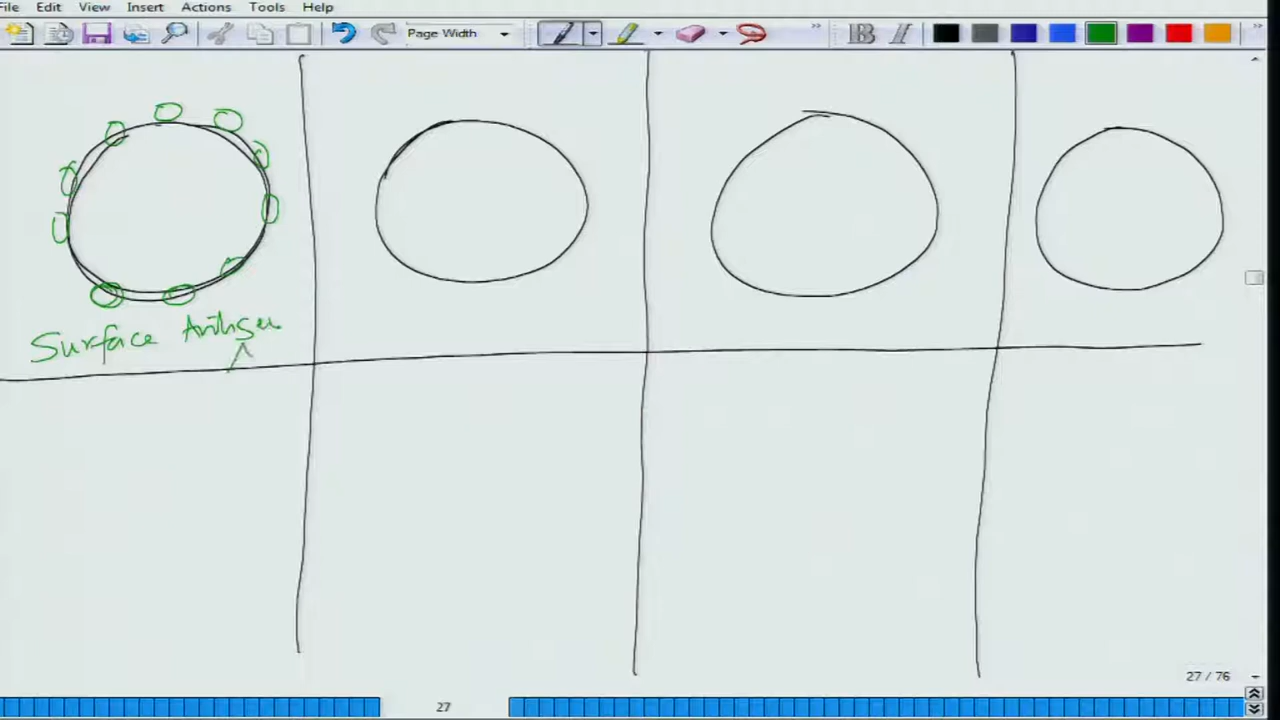 File Edit View Insert Actions Tools Help
Page Width
Surface Antigen
A
27 / 76
27